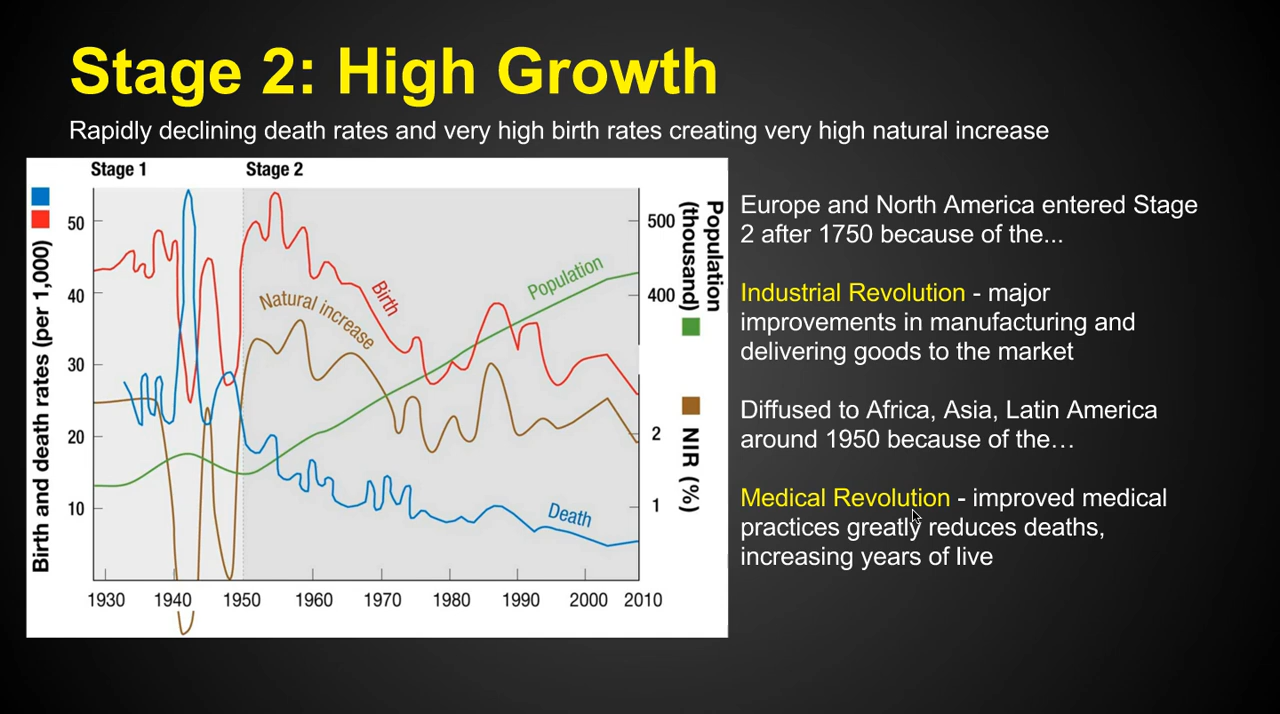 Stage 2: High Growth
Rapidly declining death rates and very high birth rates creating very high natural increase
Stage 1
Stage 2
Birth and death rates (per 1,000)
50
40
30
20
10
Birth
Natural increase
Population
Death
500
400
Population
(thousand)
2
1
NIR (%)
1930
1940
1950
1960
1970
1980
1990
2000
2010
Europe and North America entered Stage
2 after 1750 because of the...
Industrial Revolution - major
improvements in manufacturing and
delivering goods to the market
Diffused to Africa, Asia, Latin America
around 1950 because of the…
Medical Revolution - improved medical
practices greatly reduces deaths,
increasing years of live